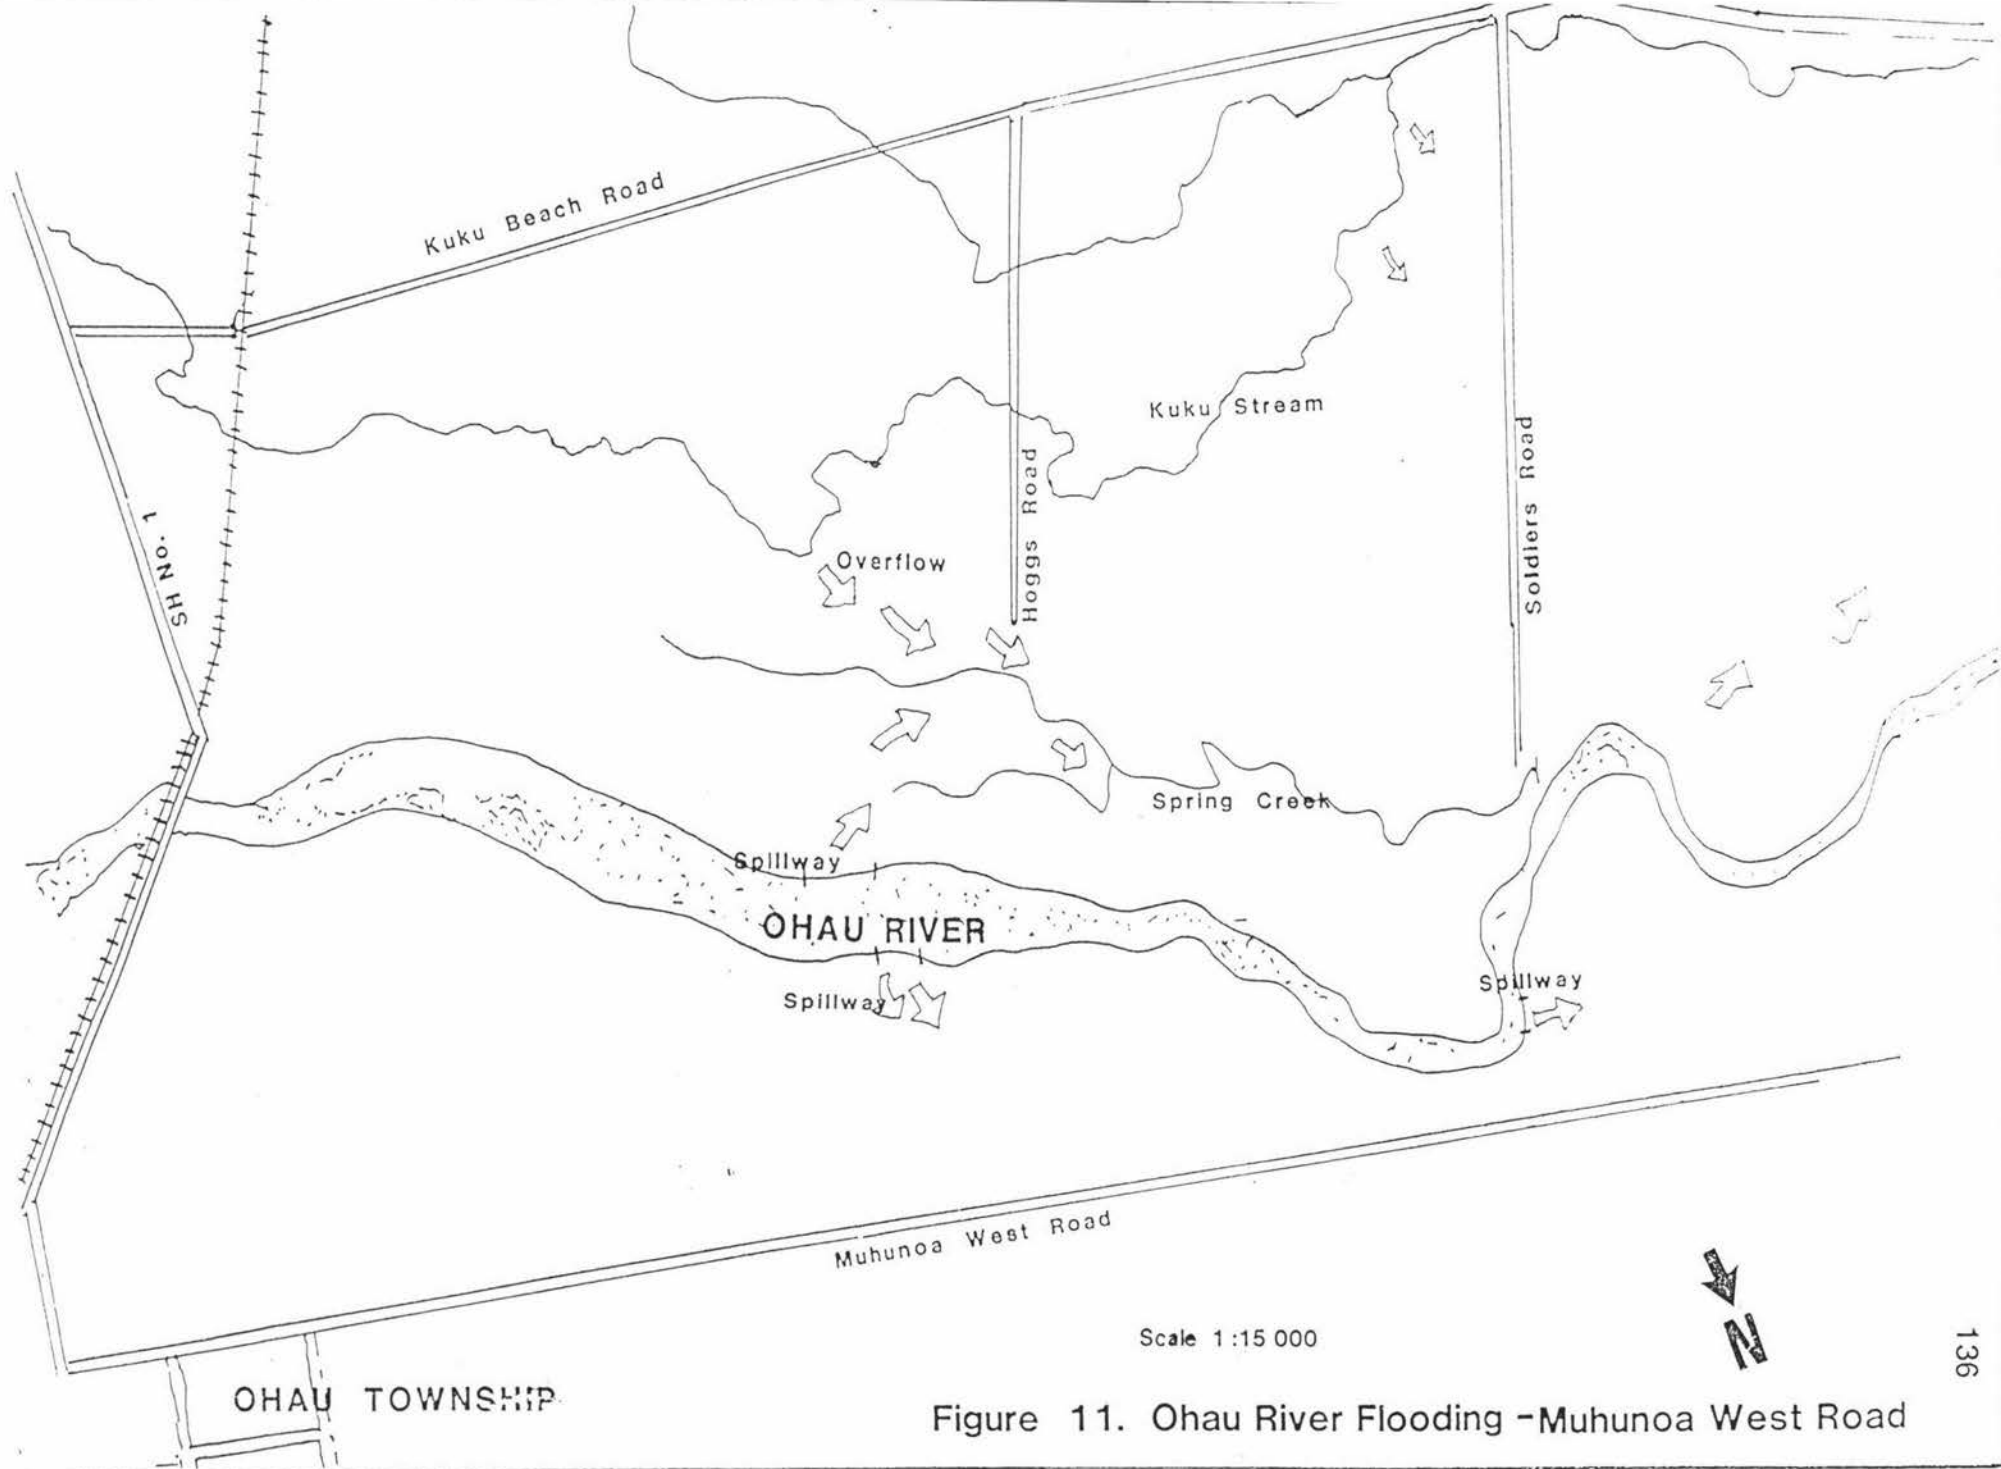 Kuku Beach Road
SH No. 1
Kuku Stream
Hoggs Road
Soldiers Road
Overflow
Spring Creek
Spillway
OHAU RIVER
Spillway
Spillway
Muhunoa West Road
Scale 1:15 000
N
136
OHAU TOWNSHIP
Figure 11. Ohau River Flooding - Muhunoa West Road